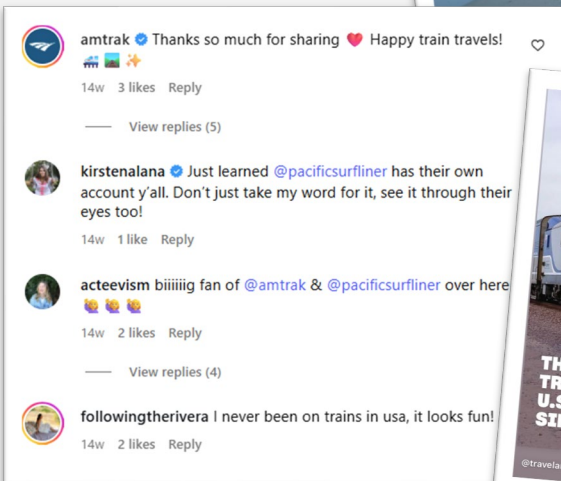 amtrak Thanks so much for sharing ❤️ Happy train travels!
🚈 🛤️ ✨
14w 3 likes Reply
View replies (5)
kirstenalana Just learned @pacificsurfliner has their own
account y'all. Don't just take my word for it, see it through their
eyes too!
14w 1 like Reply
acteevism biiiiiig fan of @amtrak & @pacificsurfliner over here
🙋 🙋 🙋
14w 2 likes Reply
View replies (4)
followingtherivera I never been on trains in usa, it looks fun!
14w 2 likes Reply